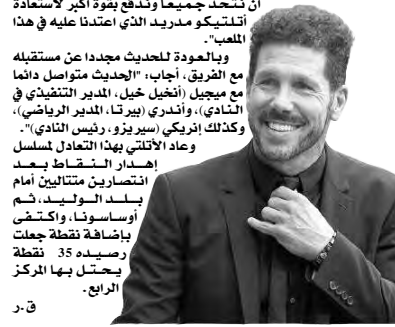 أن نتحد جميعا وندفع بقوة أكبر لاستعادة
أتلتيكو مدريد الذي اعتدنا عليه في هذا
الملعب".
وبالعودة للحديث مجددا عن مستقبله
مع الفريق، أجاب: "الحديث متواصل دائما
مع ميجيل (أنخيل خيل، المدير التنفيذي في
النادي)، وأندري (بيرتا، المدير الرياضي)،
وكذلك إنريكي (سيريزو، رئيس النادي)".
وعاد الأتلتي بهذا التعادل لمسلسل
إهدار النقاط بعد
انتصارين متتاليين أمام
بلد الوليد، ثم
أوساسونا، واكتفى
بإضافة نقطة جعلت
رصيده 35 نقطة
يحتل بها المركز
الرابع.
ق.ر